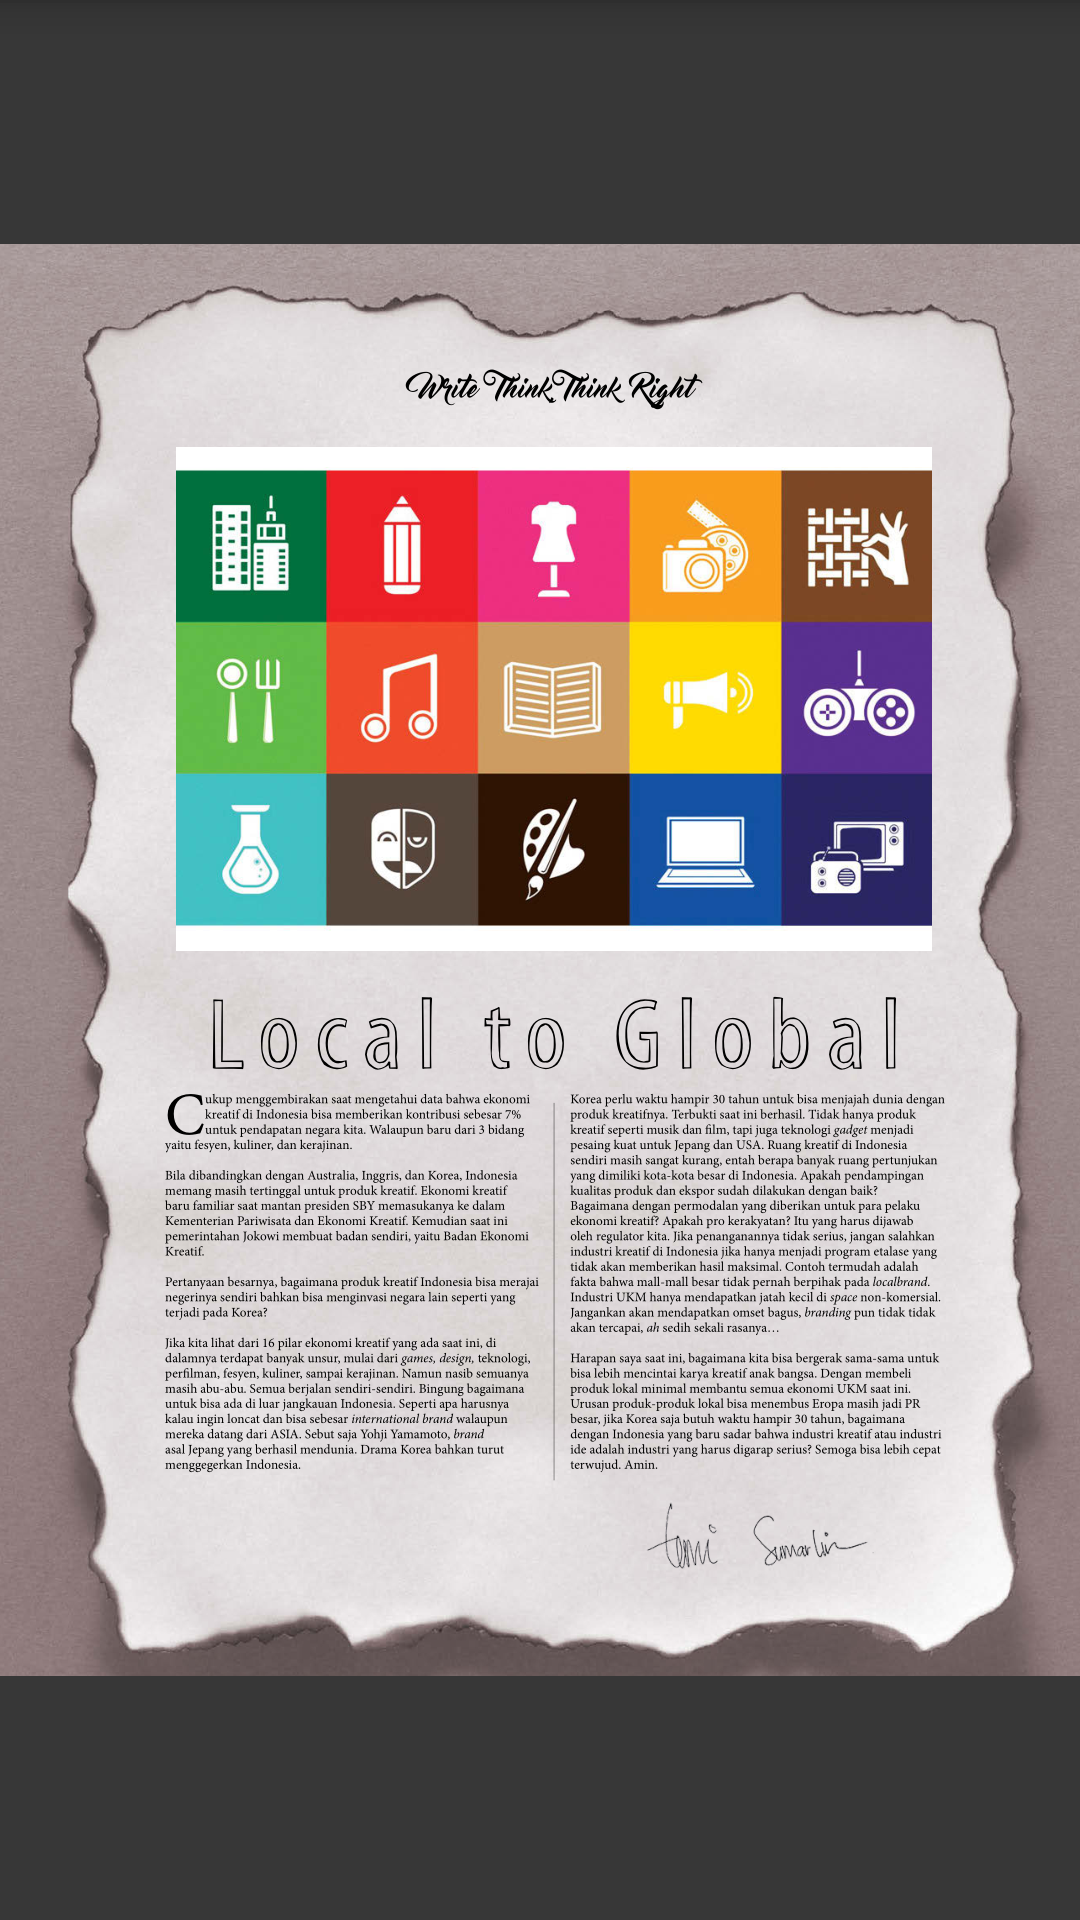 Write Think, Think Right
Local to Global
Cukup menggembirakan saat mengetahui data bahwa ekonomi
kreatif di Indonesia bisa memberikan kontribusi sebesar 7%
untuk pendapatan negara kita. Walaupun baru dari 3 bidang
yaitu fesyen, kuliner, dan kerajinan.
Bila dibandingkan dengan Australia, Inggris, dan Korea, Indonesia
memang masih tertinggal untuk produk kreatif. Ekonomi kreatif
baru familiar saat mantan presiden SBY memasukanya ke dalam
Kementerian Pariwisata dan Ekonomi Kreatif. Kemudian saat ini
pemerintahan Jokowi membuat badan sendiri, yaitu Badan Ekonomi
Kreatif.
Pertanyaan besarnya, bagaimana produk kreatif Indonesia bisa merajai
negerinya sendiri bahkan bisa menginvasi negara lain seperti yang
terjadi pada Korea?
Jika kita lihat dari 16 pilar ekonomi kreatif yang ada saat ini, di
dalamnya terdapat banyak unsur, mulai dari games, design, teknologi,
perfilman, fesyen, kuliner, sampai kerajinan. Namun nasib semuanya
masih abu-abu. Semua berjalan sendiri-sendiri. Bingung bagaimana
untuk bisa ada di luar jangkauan Indonesia. Seperti apa harusnya
kalau ingin loncat dan bisa sebesar international brand walaupun
mereka datang dari ASIA. Sebut saja Yohji Yamamoto, brand
asal Jepang yang berhasil mendunia. Drama Korea bahkan turut
menggegerkan Indonesia.
Korea perlu waktu hampir 30 tahun untuk bisa menjajah dunia dengan
produk kreatifnya. Terbukti saat ini berhasil. Tidak hanya produk
kreatif seperti musik dan film, tapi juga teknologi gadget menjadi
pesaing kuat untuk Jepang dan USA. Ruang kreatif di Indonesia
sendiri masih sangat kurang, entah berapa banyak ruang pertunjukan
yang dimiliki kota-kota besar di Indonesia. Apakah pendampingan
kualitas produk dan ekspor sudah dilakukan dengan baik?
Bagaimana dengan permodalan yang diberikan untuk para pelaku
ekonomi kreatif? Apakah pro kerakyatan? Itu yang harus dijawab
oleh regulator kita. Jika penanganannya tidak serius, jangan salahkan
industri kreatif di Indonesia jika hanya menjadi program etalase yang
tidak akan memberikan hasil maksimal. Contoh termudah adalah
fakta bahwa mall-mall besar tidak pernah berpihak pada localbrand.
Industri UKM hanya mendapatkan jatah kecil di space non-komersial.
Jangankan akan mendapatkan omset bagus, branding pun tidak tidak
akan tercapai, ah sedih sekali rasanya…
Harapan saya saat ini, bagaimana kita bisa bergerak sama-sama untuk
bisa lebih mencintai karya kreatif anak bangsa. Dengan membeli
produk lokal minimal membantu semua ekonomi UKM saat ini.
Urusan produk-produk lokal bisa menembus Eropa masih jadi PR
besar, jika Korea saja butuh waktu hampir 30 tahun, bagaimana
dengan Indonesia yang baru sadar bahwa industri kreatif atau industri
ide adalah industri yang harus digarap serius? Semoga bisa lebih cepat
terwujud. Amin.
temi Sumarlin